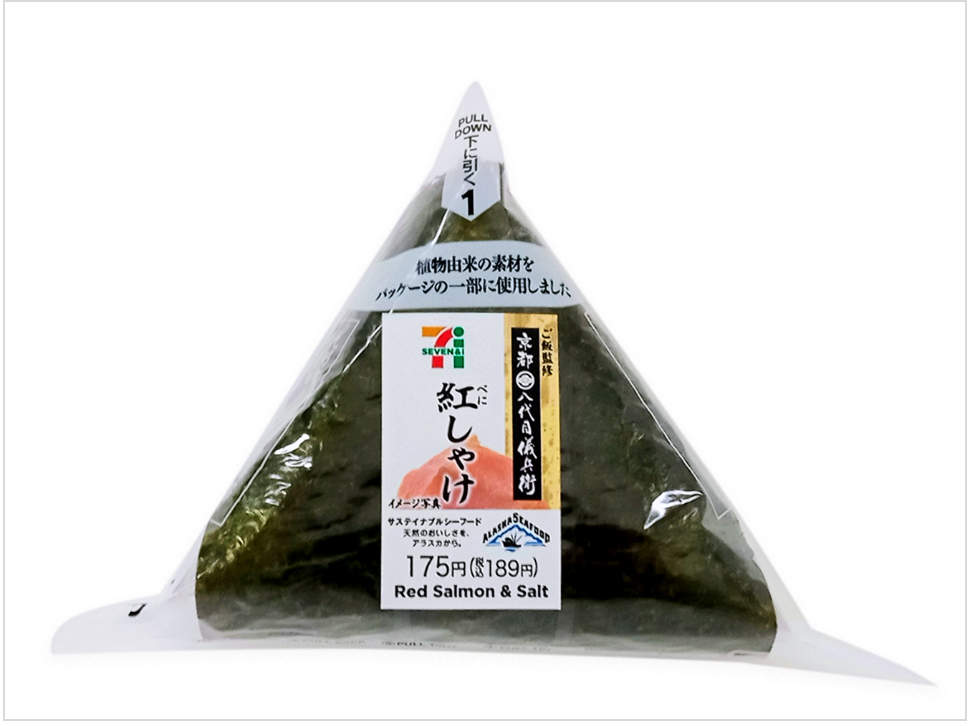 PULL
DOWN
下に引く
1
植物由来の素材を
パッケージの一部に使用しました
SEVEN&i
紅しゃけ
べに
ご飯監修
京都 八代目儀兵衛
イメージ写真
サステイナブルシーフード
天然のおいしさを、
アラスカから。
ALASKA SEAFOOD
175円(税込189円)
Red Salmon & Salt